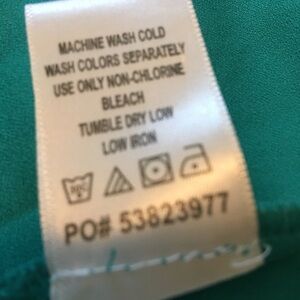 MACHINE WASH COLD
WASH COLORS SEPARATELY
USE ONLY NON-CHLORINE
BLEACH
TUMBLE DRY LOW
LOW IRON
PO# 53823977